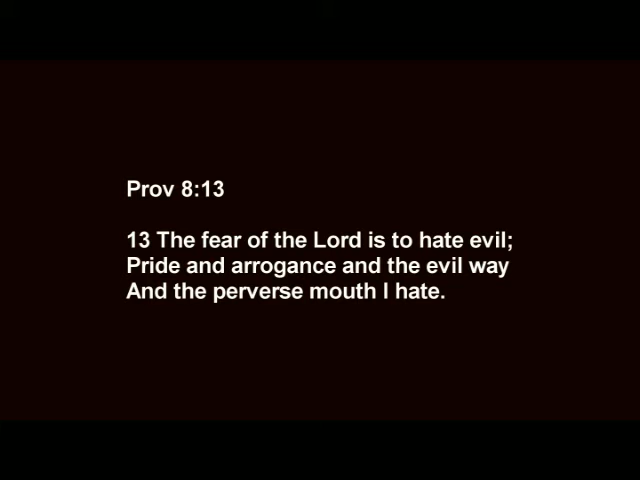 Prov 8:13
13 The fear of the Lord is to hate evil;
Pride and arrogance and the evil way
And the perverse mouth I hate.